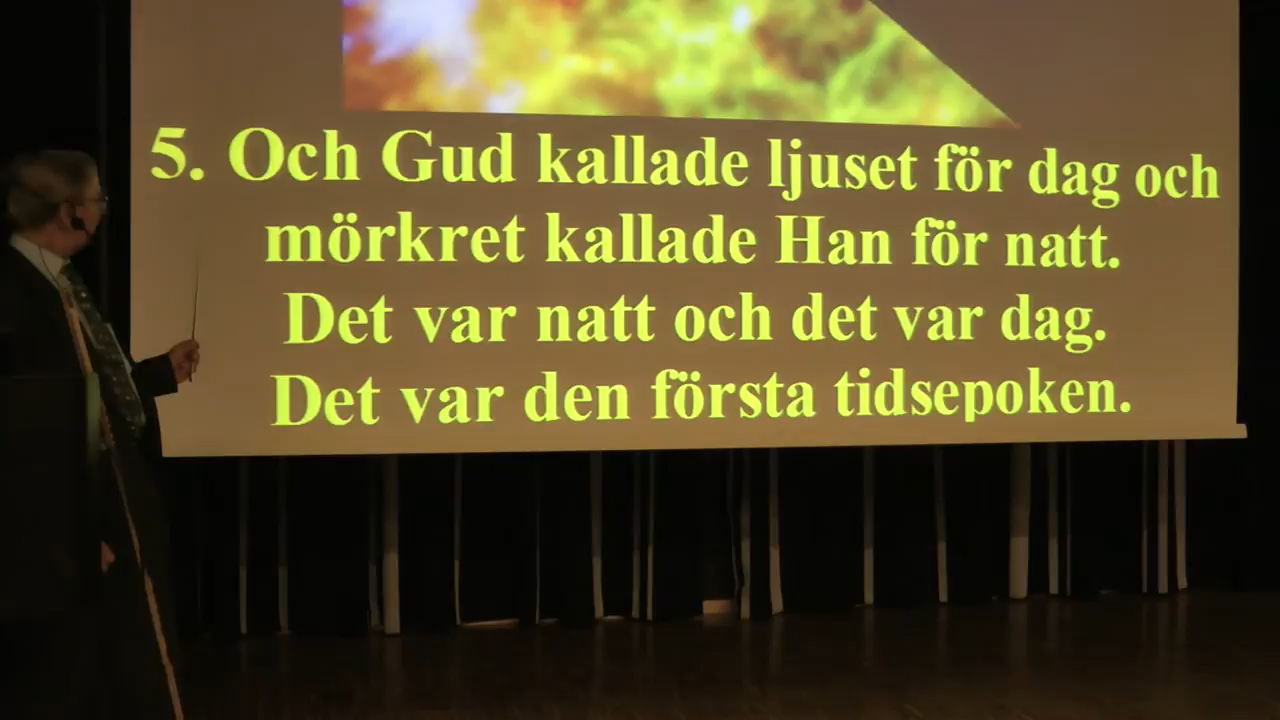 5. Och Gud kallade ljuset för dag och
mörkret kallade Han för natt.
Det var natt och det var dag.
Det var den första tidsepoken.